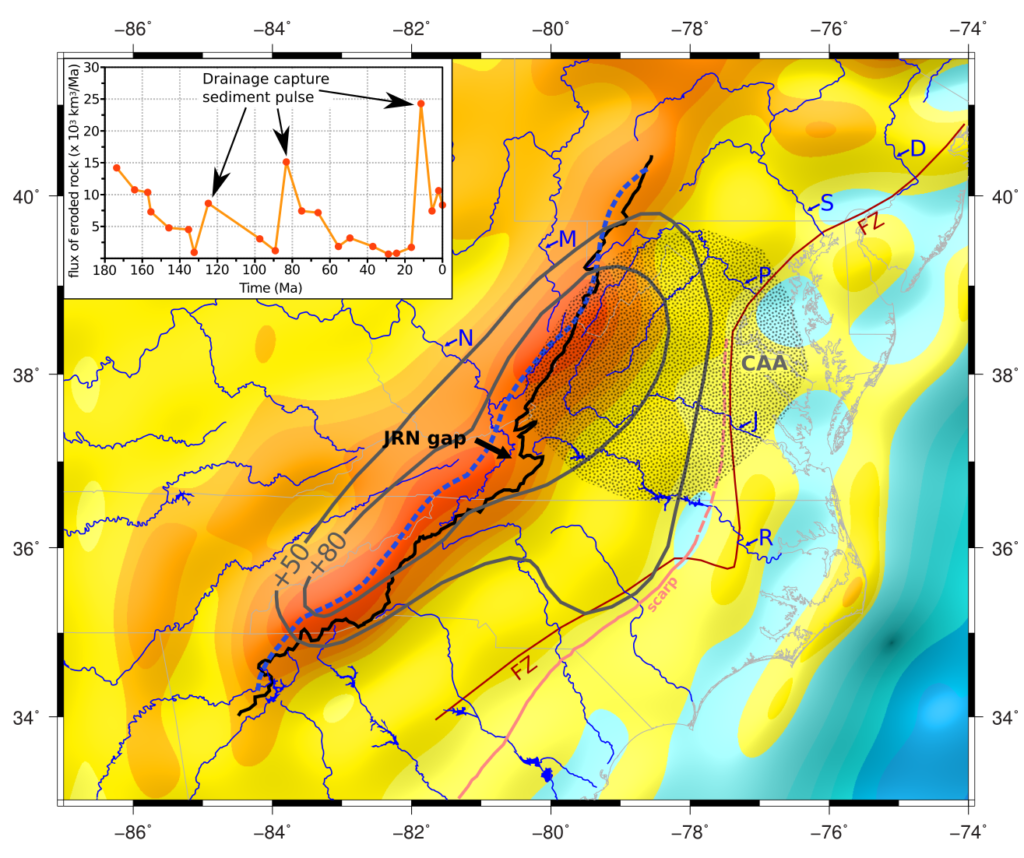 −86˚
−84˚
−82˚
−80˚
−78˚
−76˚
−74˚
30
25
20
15
10
5
180 160 140 120 100 80 60 40 20 0
Time (Ma)
flux of eroded rock (x 10³ km³/Ma)
Drainage capture
sediment pulse
D
40˚
S
40˚
FZ
M
P
N
38˚
CAA
38˚
JRN gap
J
36˚
R
36˚
+50
+80
scarp
FZ
34˚
34˚
−86˚
−84˚
−82˚
−80˚
−78˚
−76˚
−74˚